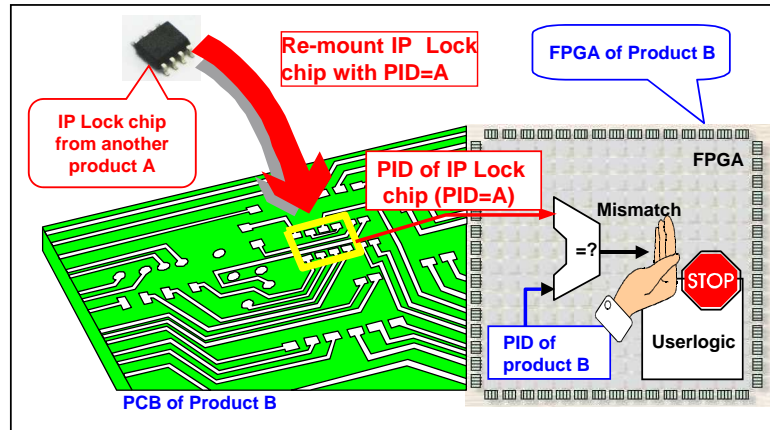 Re-mount IP Lock
chip with PID=A
FPGA of Product B
IP Lock chip
from another
product A
FPGA
PID of IP Lock
chip (PID=A)
Mismatch
=?
STOP
PID of
product B
Userlogic
PCB of Product B